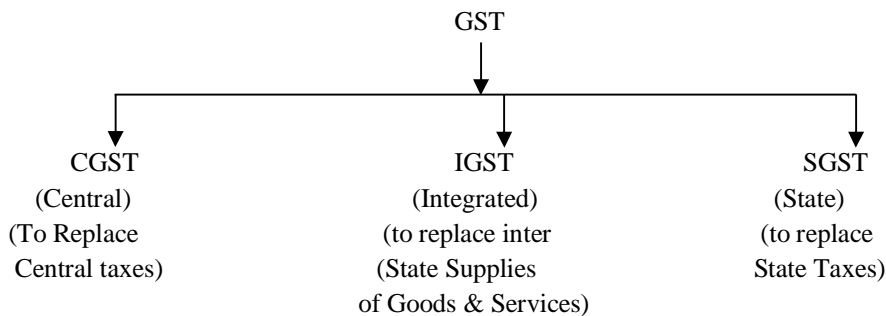 GST
CGST
(Central)
(To Replace
Central taxes)
IGST
(Integrated)
(to replace inter
(State Supplies
of Goods & Services)
SGST
(State)
(to replace
State Taxes)